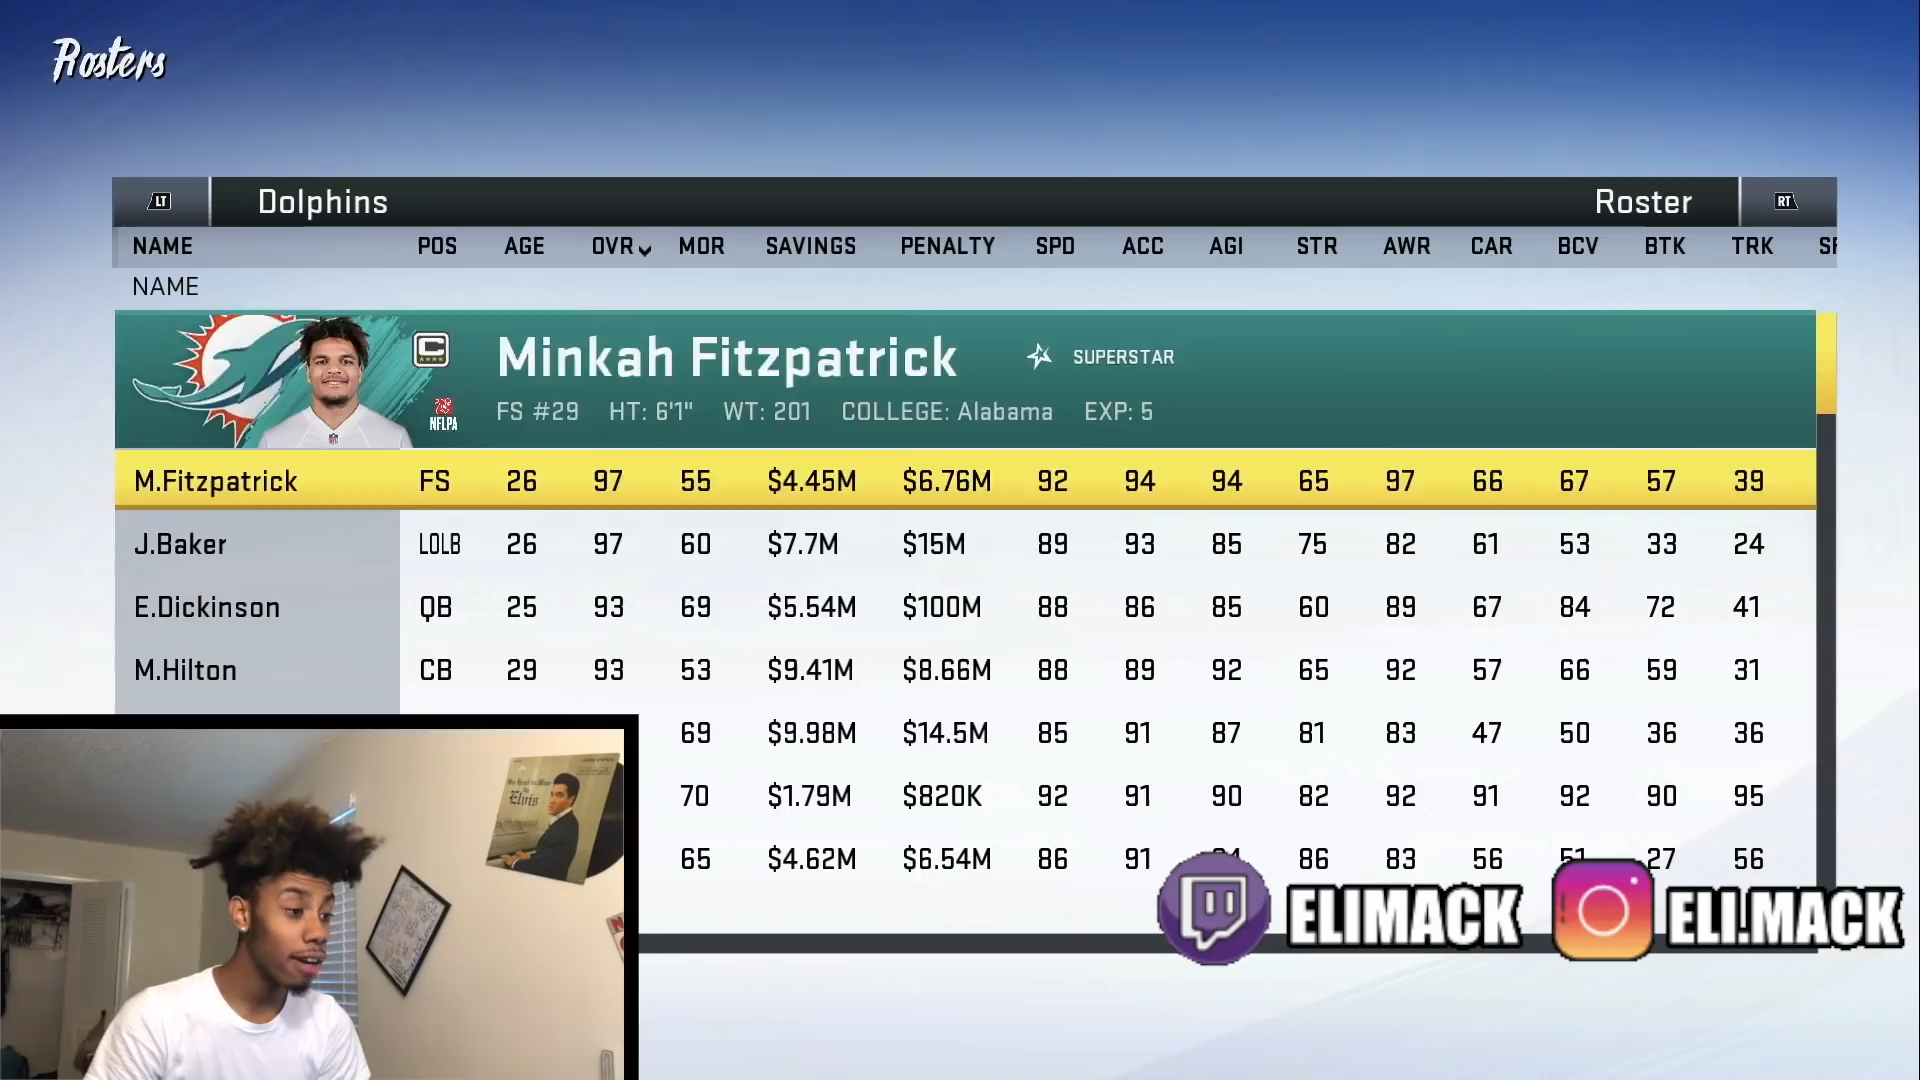 Rosters
LT Dolphins Roster RT
NAME POS AGE OVR MOR SAVINGS PENALTY SPD ACC AGI STR AWR CAR BCV BTK TRK
NAME
C Minkah Fitzpatrick SUPERSTAR
NFLPA FS #29 HT: 6'1" WT: 201 COLLEGE: Alabama EXP: 5
M.Fitzpatrick FS 26 97 55 $4.45M $6.76M 92 94 94 65 97 66 67 57 39
J.Baker LOLB 26 97 60 $7.7M $15M 89 93 85 75 82 61 53 33 24
E.Dickinson QB 25 93 69 $5.54M $100M 88 86 85 60 89 67 84 72 41
M.Hilton CB 29 93 53 $9.41M $8.66M 88 89 92 65 92 57 66 59 31
69 $9.98M $14.5M 85 91 87 81 83 47 50 36 36
70 $1.79M $820K 92 91 90 82 92 91 92 90 95
65 $4.62M $6.54M 86 91 86 83 56 51 27 56
Elvis
ELIMACK ELI.MACK